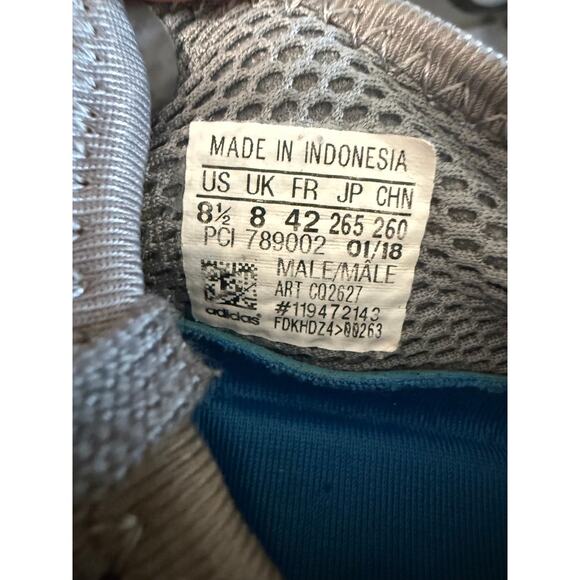 MADE IN INDONESIA
US UK FR JP CHN
8½ 8 42 265 260
PCI 789002 01/18
MALE/MÂLE
ART CQ2627
#119472143
adidas FDKHDZ4>00263